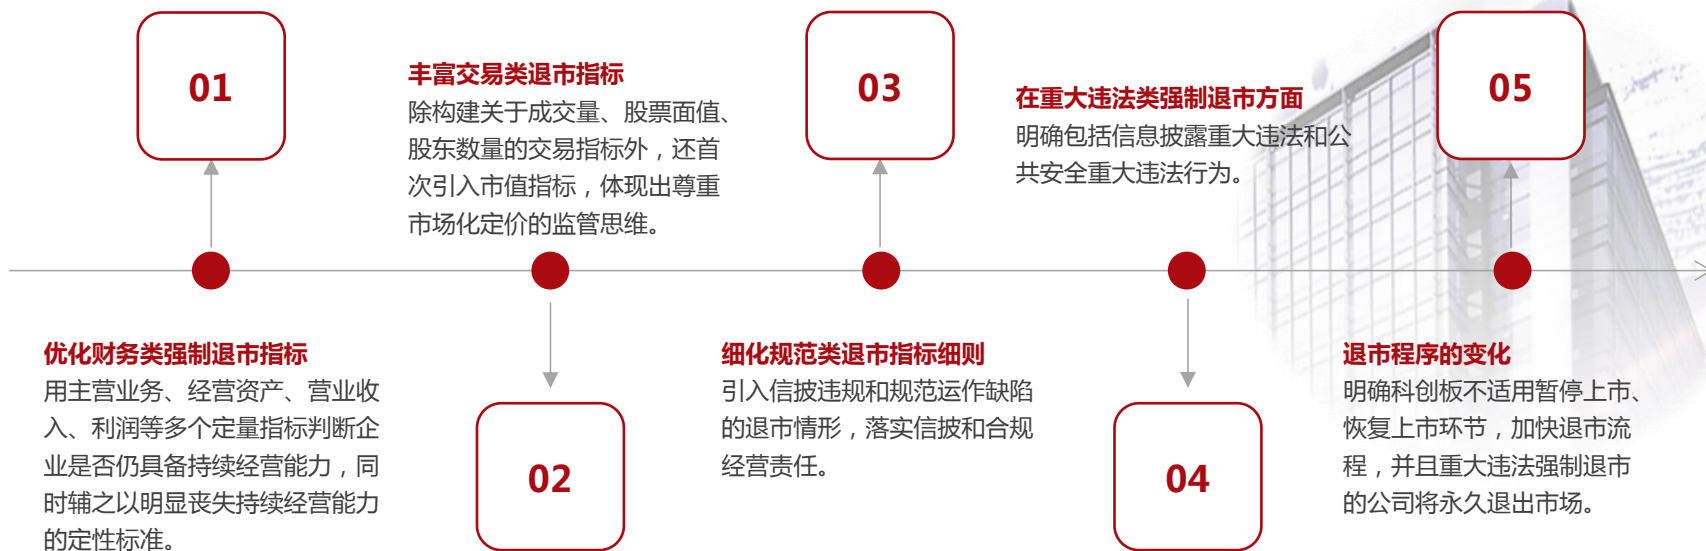 01
优化财务类强制退市指标
用主营业务、经营资产、营业收
入、利润等多个定量指标判断企
业是否仍具备持续经营能力，同
时辅之以明显丧失持续经营能力
的定性标准。
丰富交易类退市指标
除构建关于成交量、股票面值、
股东数量的交易指标外，还首
次引入市值指标，体现出尊重
市场化定价的监管思维。
02
03
细化规范类退市指标细则
引入信披违规和规范运作缺陷
的退市情形，落实信披和合规
经营责任。
在重大违法类强制退市方面
明确包括信息披露重大违法和公
共安全重大违法行为。
04
05
退市程序的变化
明确科创板不适用暂停上市、
恢复上市环节，加快退市流
程，并且重大违法强制退市
的公司将永久退出市场。